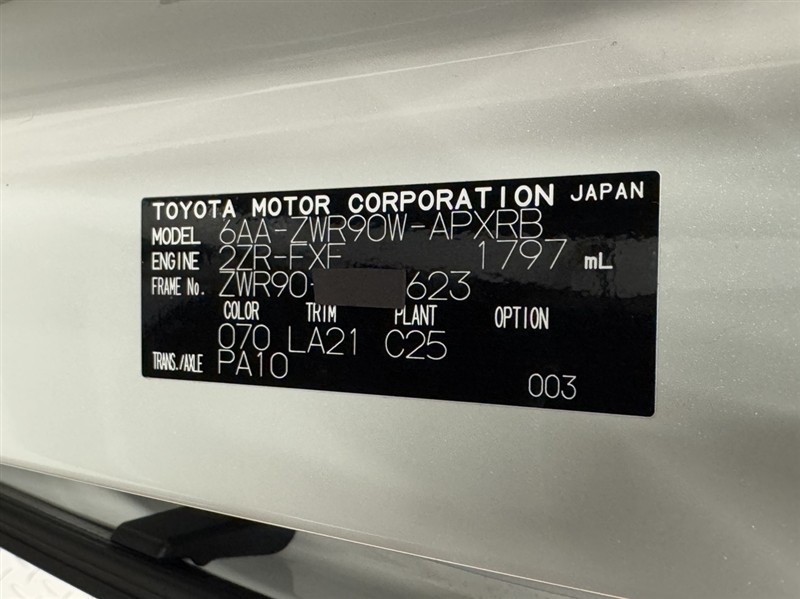 TOYOTA MOTOR CORPORATION JAPAN
MODEL 6AA-ZWR90W-APXRB
ENGINE 2ZR-FXE 1797 mL
FRAME No. ZWR90- 623
COLOR TRIM PLANT OPTION
070 LA21 C25
TRANS./AXLE PA10
003